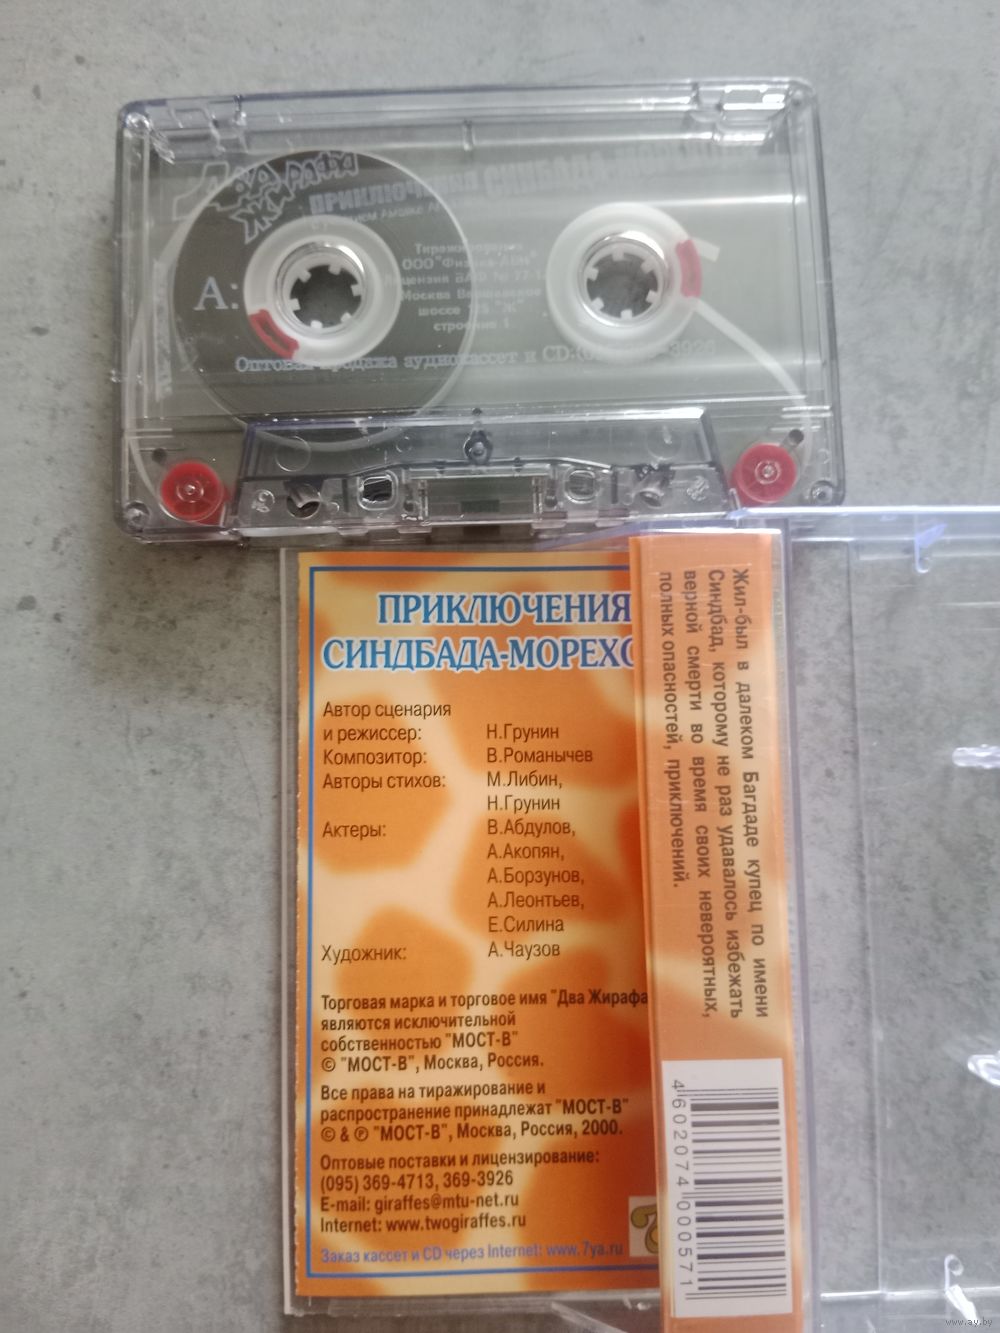 ДВА
ЖИРАФА
ПРИКЛЮЧЕНИЯ СИНДБАДА-
A:
Тиражирование
ООО
Москва Варшавское
шоссе
строение 1
Оптовая продажа аудиокассет и CD:
ПРИКЛЮЧЕНИЯ
СИНДБАДА-МОРЕХО
Автор сценария
и режиссер: Н.Грунин
Композитор: В.Романычев
Авторы стихов: М.Либин,
Н.Грунин
Актеры: В.Абдулов,
А.Акопян,
А.Борзунов,
А.Леонтьев,
Е.Силина
Художник: А.Чаузов
Торговая марка и торговое имя "Два Жирафа
являются исключительной
собственностью "МОСТ-В"
© "МОСТ-В", Москва, Россия.
Все права на тиражирование и
распространение принадлежат "МОСТ-В"
© & ℗ "МОСТ-В", Москва, Россия, 2000.
Оптовые поставки и лицензирование:
(095) 369-4713, 369-3926
E-mail: giraffes@mtu-net.ru
Internet: www.twogiraffes.ru
Заказ кассет и CD через Internet: www.7ya.ru
Жил-был в далеком Багдаде купец по имени
Синдбад, которому не раз удавалось избежать
верной смерти во время своих невероятных,
полных опасностей, приключений.
4602074000571
www.ay.by